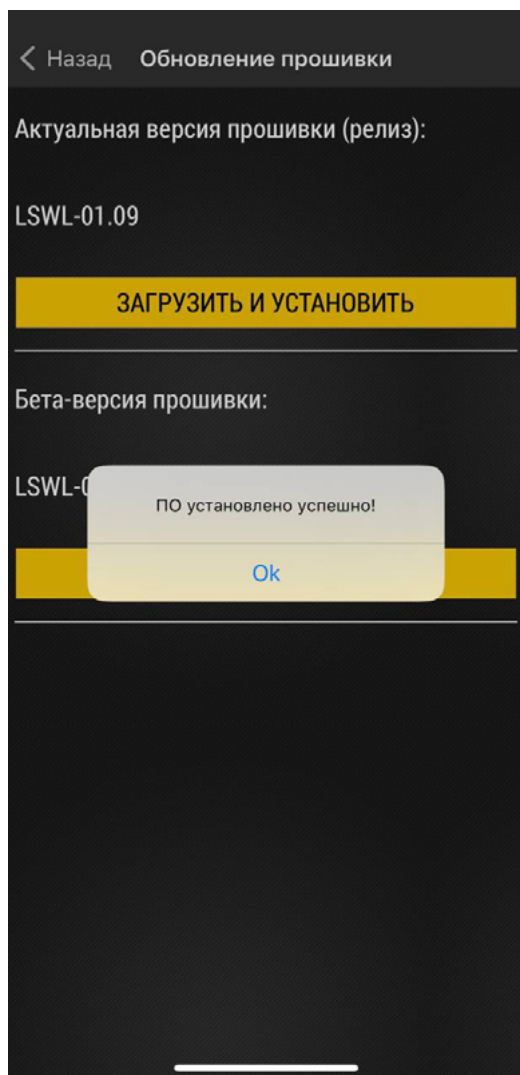 Назад Обновление прошивки
Актуальная версия прошивки (релиз):
LSWL-01.09
ЗАГРУЗИТЬ И УСТАНОВИТЬ
Бета-версия прошивки:
ПО установлено успешно!
Ok